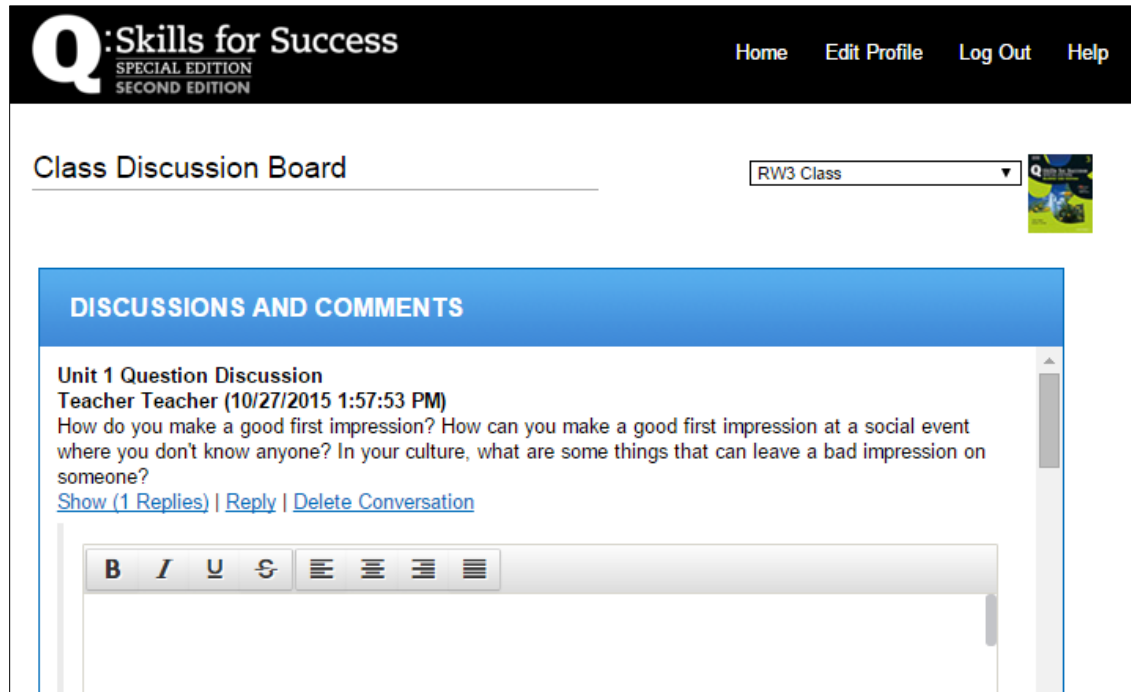 Q:Skills for Success
SPECIAL EDITION
SECOND EDITION
Home Edit Profile Log Out Help
Class Discussion Board
RW3 Class
DISCUSSIONS AND COMMENTS
Unit 1 Question Discussion
Teacher Teacher (10/27/2015 1:57:53 PM)
How do you make a good first impression? How can you make a good first impression at a social event
where you don't know anyone? In your culture, what are some things that can leave a bad impression on
someone?
Show (1 Replies) | Reply | Delete Conversation
B I U S